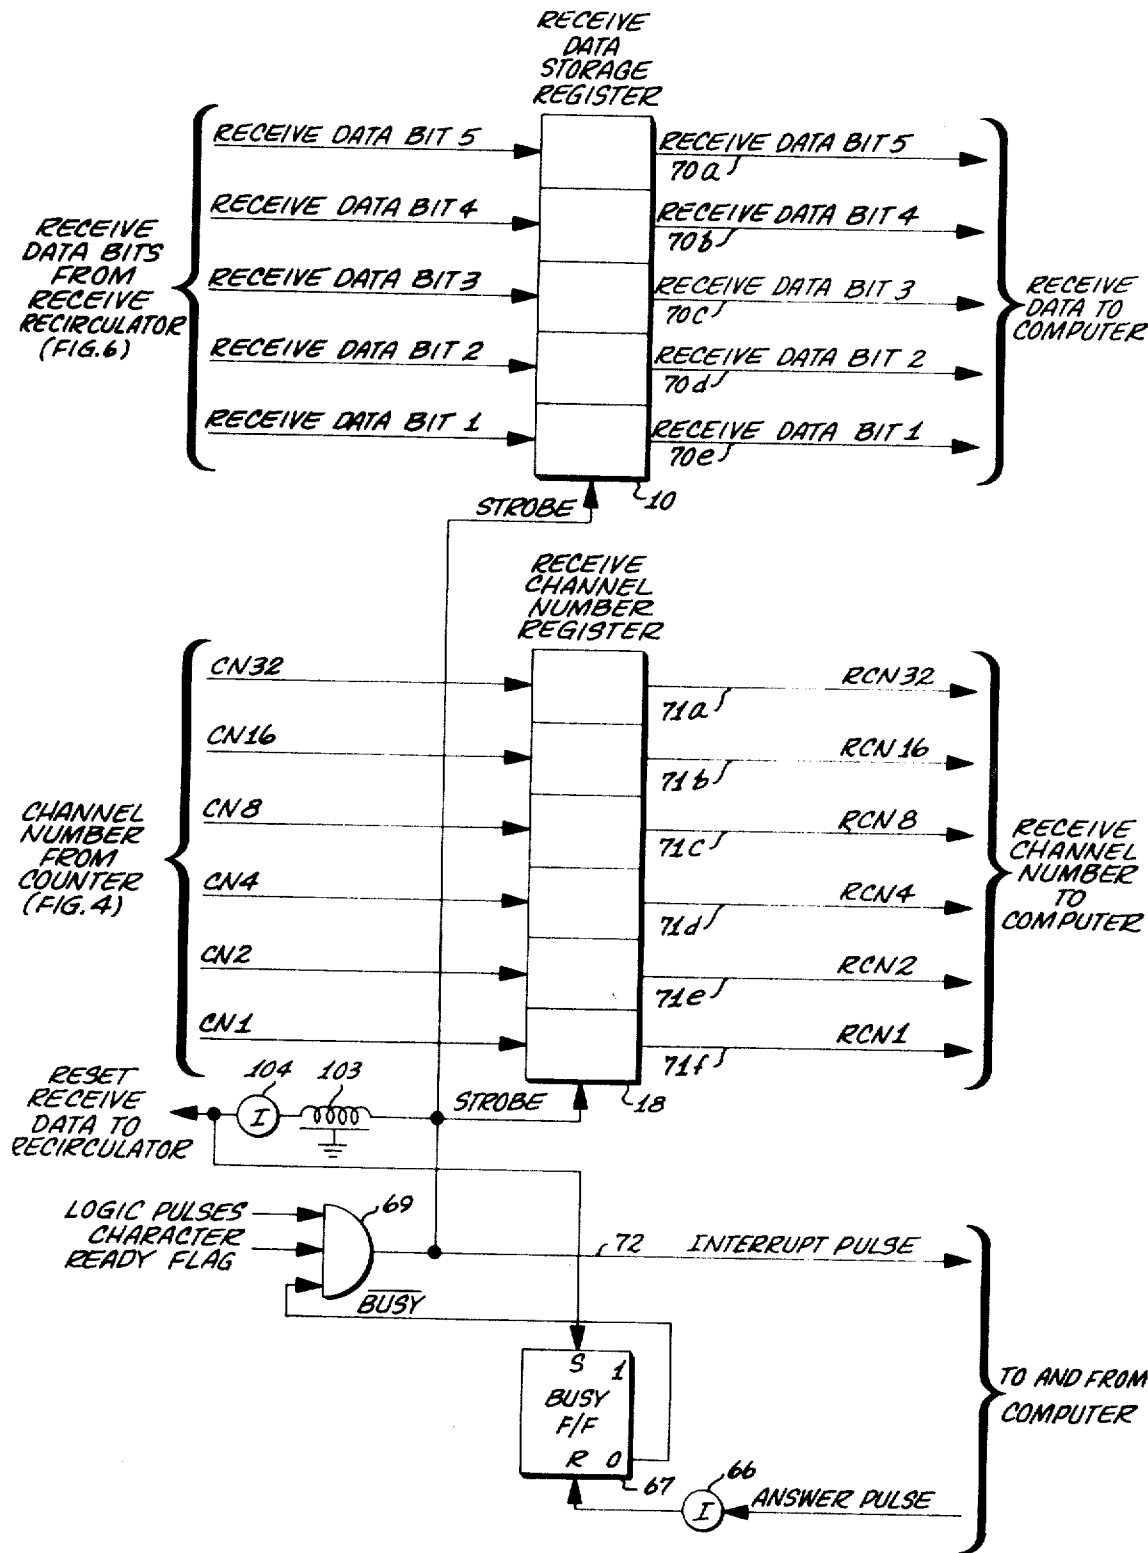 RECEIVE
DATA
STORAGE
REGISTER
RECEIVE DATA BIT 5
RECEIVE DATA BIT 4
RECEIVE DATA BIT 3
RECEIVE DATA BIT 2
RECEIVE DATA BIT 1
RECEIVE
DATA BITS
FROM
RECEIVE
RECIRCULATOR
(FIG.6)
RECEIVE DATA BIT 5
70a
RECEIVE DATA BIT 4
70b
RECEIVE DATA BIT 3
70c
RECEIVE DATA BIT 2
70d
RECEIVE DATA BIT 1
70e
RECEIVE
DATA TO
COMPUTER
STROBE
10
RECEIVE
CHANNEL
NUMBER
REGISTER
CN32
CN16
CN8
CN4
CN2
CN1
CHANNEL
NUMBER
FROM
COUNTER
(FIG.4)
71a
RCN32
71b
RCN16
71c
RCN8
71d
RCN4
71e
RCN2
71f
RCN1
RECEIVE
CHANNEL
NUMBER
TO
COMPUTER
RESET
RECEIVE
DATA TO
RECIRCULATOR
104
I
103
STROBE
18
LOGIC PULSES
CHARACTER
READY FLAG
69
72 INTERRUPT PULSE
B̅U̅S̅Y̅
S 1
BUSY
F/F
R 0
67
66
I
ANSWER PULSE
TO AND FROM
COMPUTER